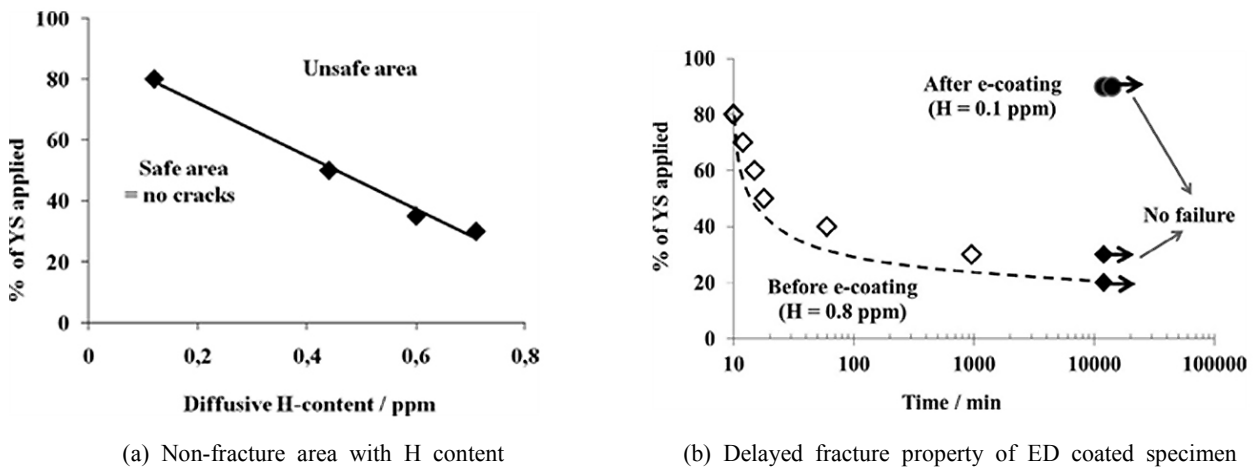 % of YS applied
80
60
40
20
0
0
0,2
0,4
0,6
0,8
Unsafe area
Safe area
= no cracks
Diffusive H-content / ppm
(a) Non-fracture area with H content
% of YS applied
100
80
60
40
20
0
10
100
1000
10000
100000
After e-coating
(H = 0.1 ppm)
No failure
Before e-coating
(H = 0.8 ppm)
Time / min
(b) Delayed fracture property of ED coated specimen